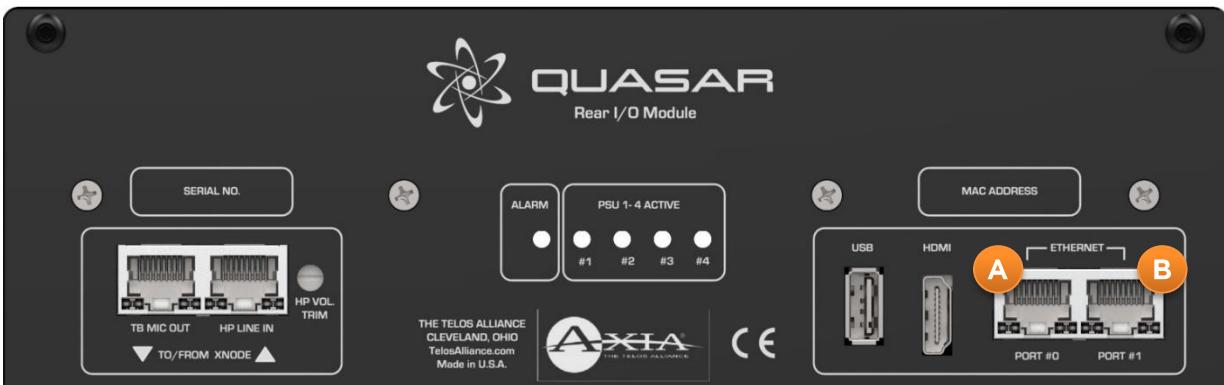 QUASAR
Rear I/O Module
SERIAL NO.
ALARM
PSU 1- 4 ACTIVE
#1 #2 #3 #4
MAC ADDRESS
USB
HDMI
ETHERNET
A
B
PORT #0
PORT #1
TB MIC OUT
HP LINE IN
HP VOL.
TRIM
TO/FROM XNODE
THE TELOS ALLIANCE
CLEVELAND, OHIO
TelosAlliance.com
Made in U.S.A.
AXIA®
THE TELOS ALLIANCE
CE